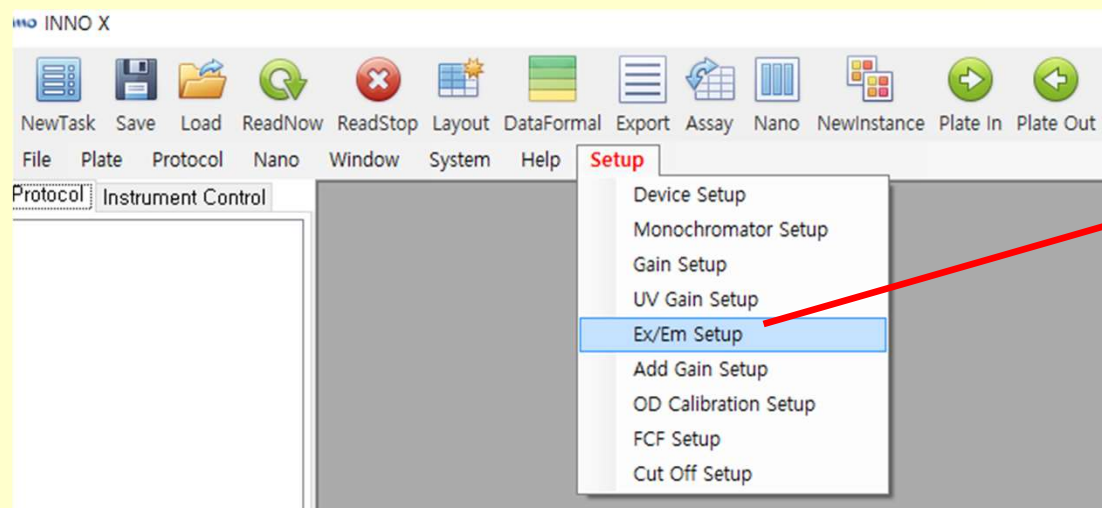 INNO X
NewTask Save Load ReadNow ReadStop Layout DataFormal Export Assay Nano NewInstance Plate In Plate Out
File Plate Protocol Nano Window System Help Setup
Protocol Instrument Control
Device Setup
Monochromator Setup
Gain Setup
UV Gain Setup
Ex/Em Setup
Add Gain Setup
OD Calibration Setup
FCF Setup
Cut Off Setup